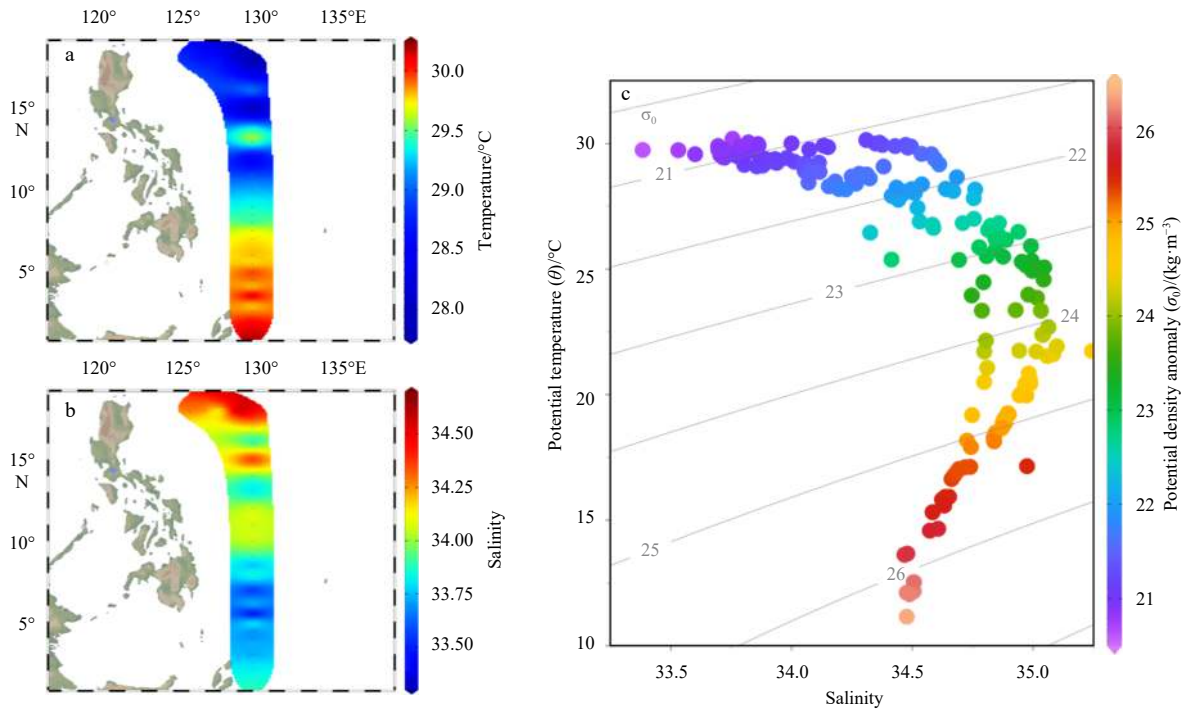 120° 125° 130° 135°E
a
15°
N
10°
5°
30.0
29.5
29.0
28.5
28.0
Temperature/°C
120° 125° 130° 135°E
b
15°
N
10°
5°
34.50
34.25
34.00
33.75
33.50
Salinity
c
σ₀
21
22
23
24
25
26
30
25
20
15
10
Potential temperature (θ)/°C
33.5 34.0 34.5 35.0
Salinity
26
25
24
23
22
21
Potential density anomaly (σ₀)/(kg·m⁻³)